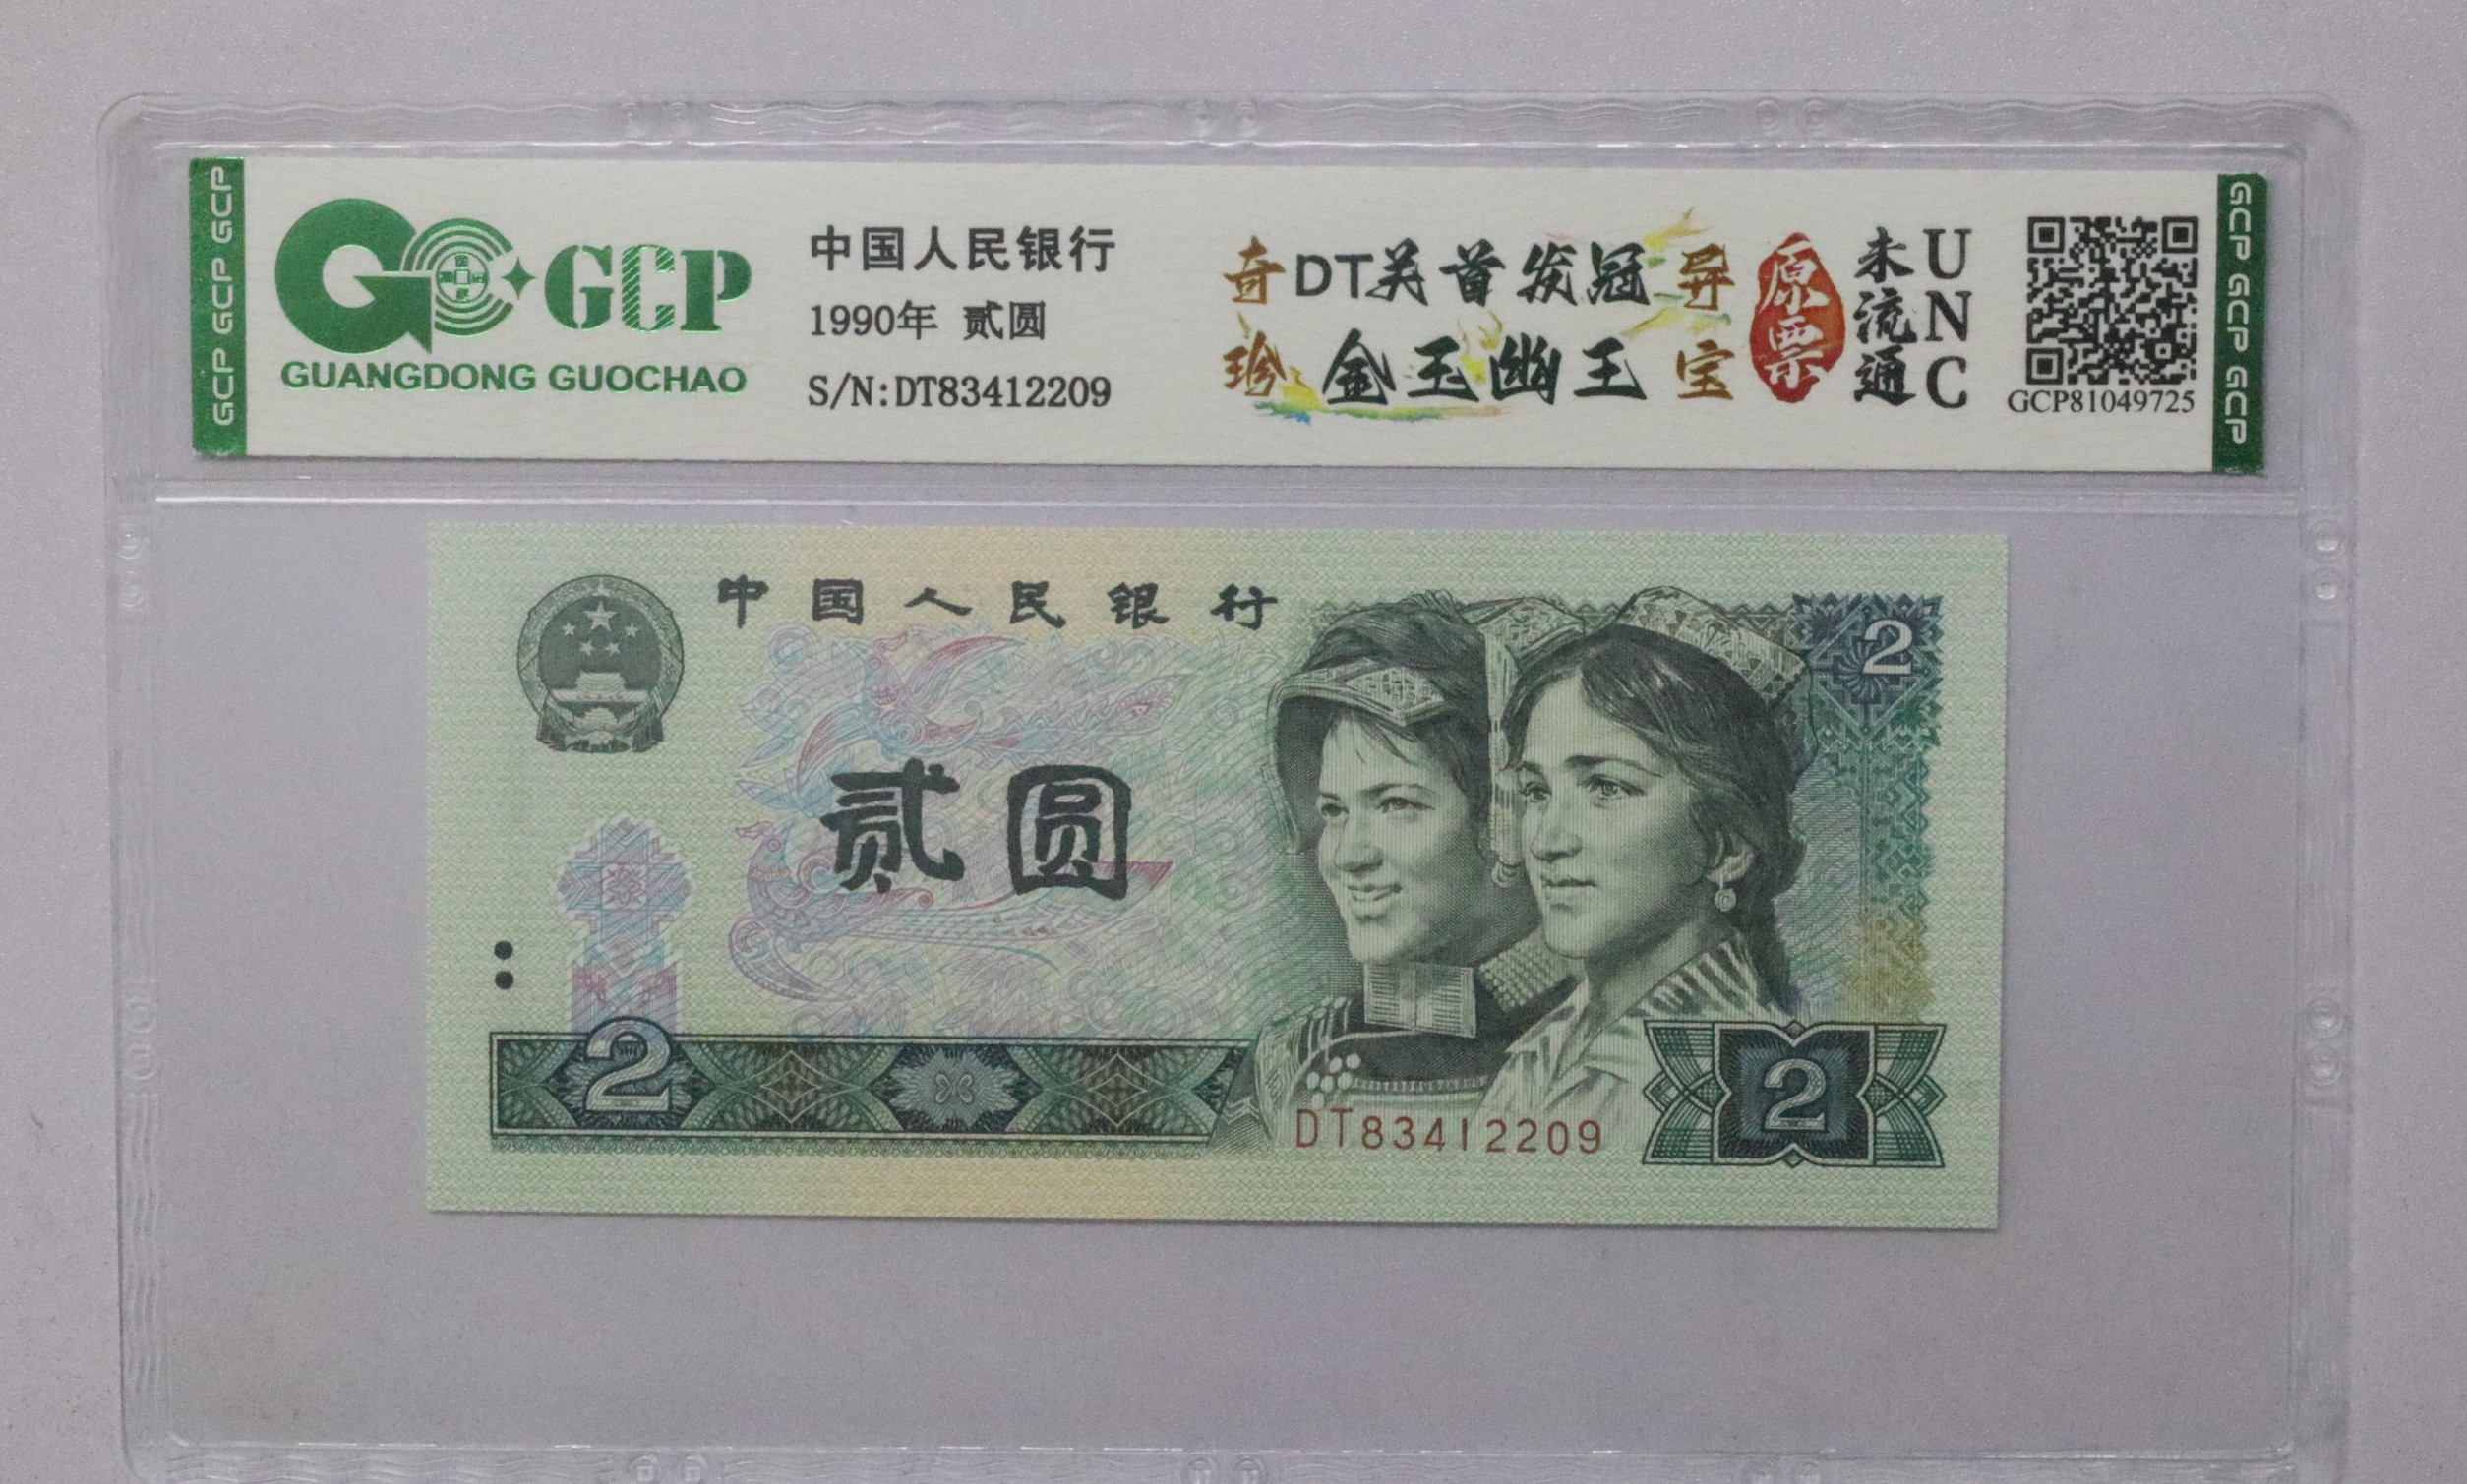 GCP GCP GCP
GCP
GUANGDONG GUOCHAO
中国人民银行
1990年 贰圆
S/N:DT83412209
奇DT关首发冠异
珍金玉幽王宝
原票
未流通
UNC
GCP81049725
GCP GCP GCP
中国人民银行
2
贰圆
2
DT83412209
2